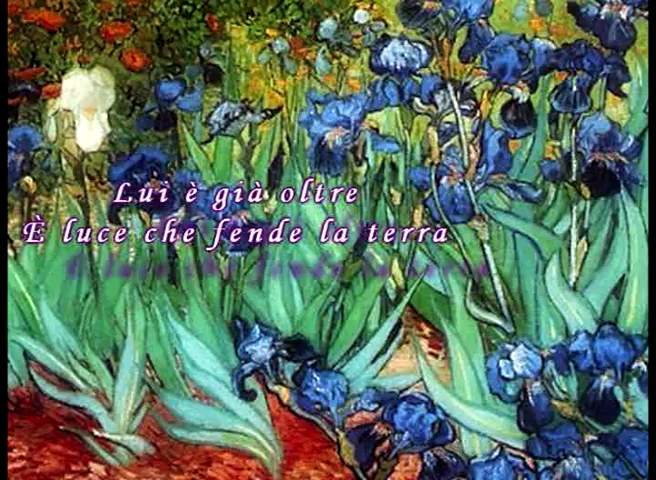 Lui è già oltre
È luce che fende la terra